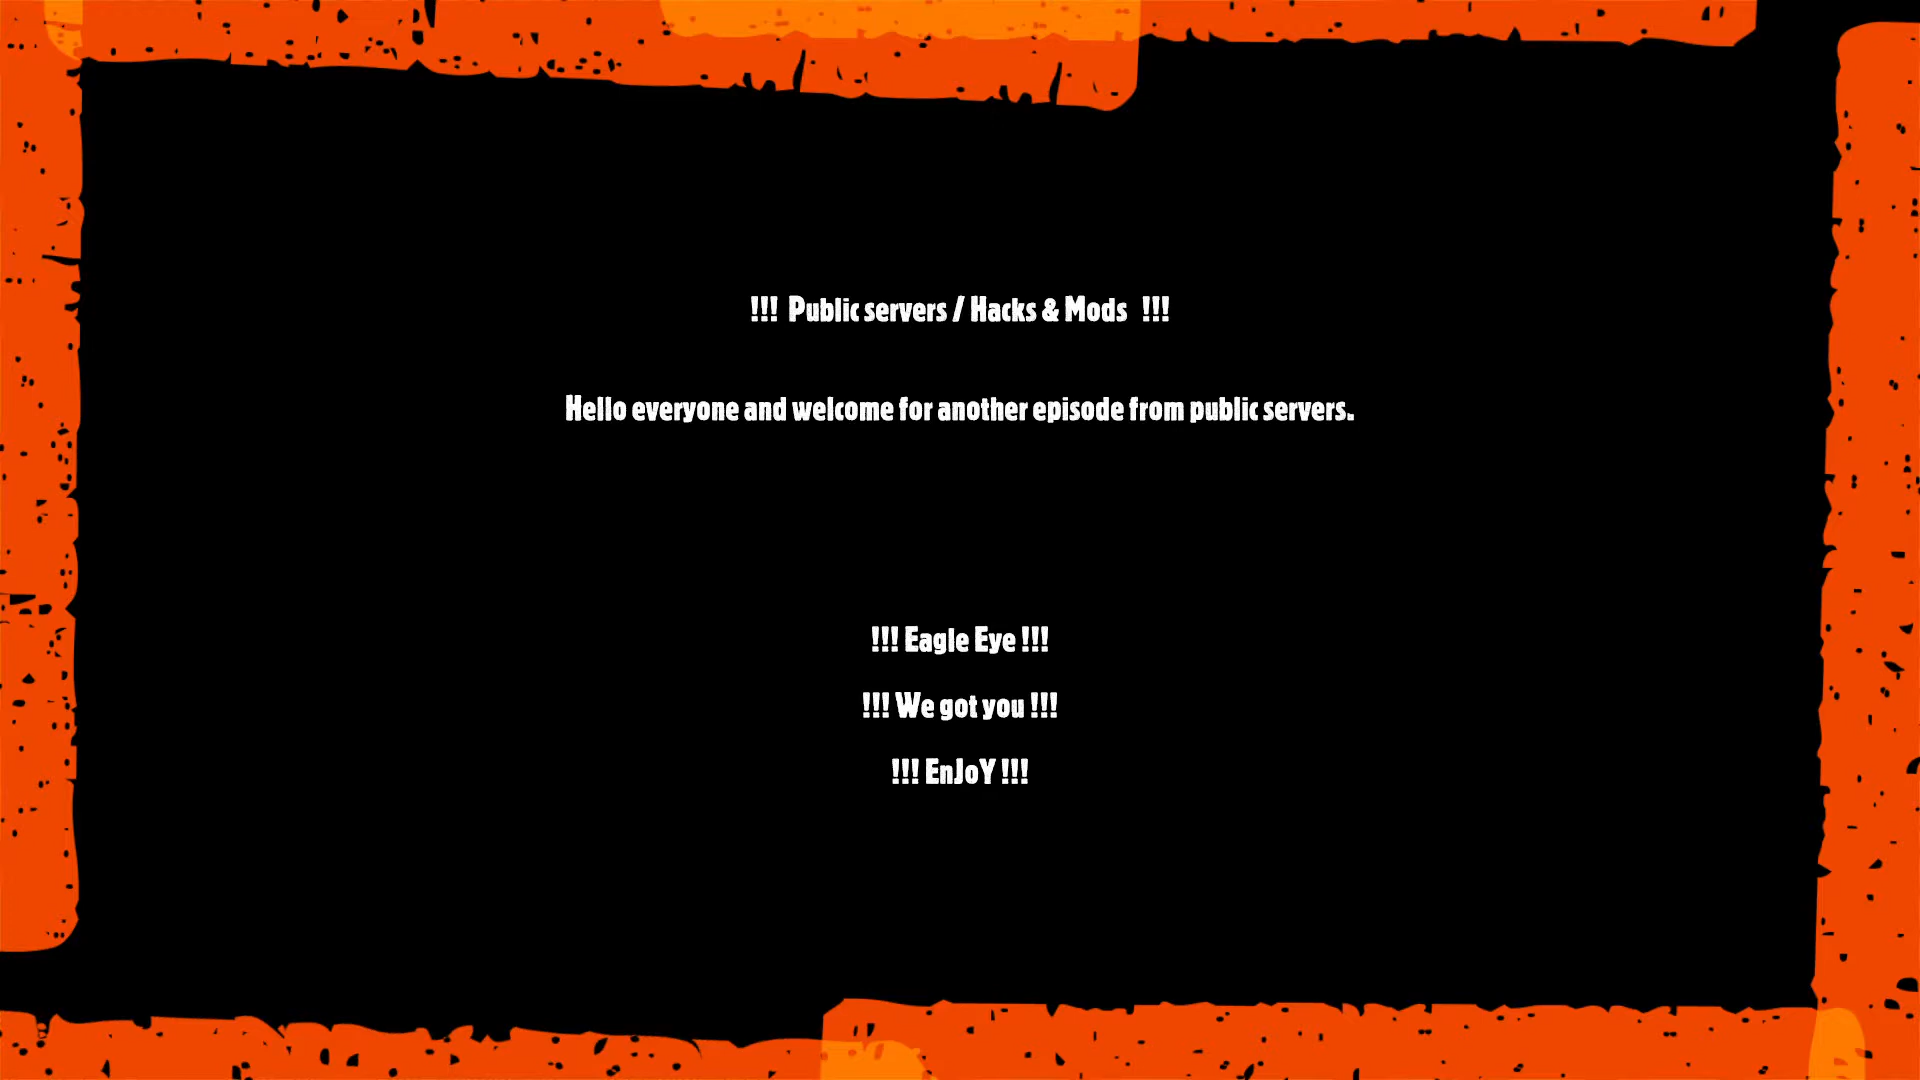 !!! Public servers / Hacks & Mods !!!
Hello everyone and welcome for another episode from public servers.
!!! Eagle Eye !!!
!!! We got you !!!
!!! EnJoY !!!